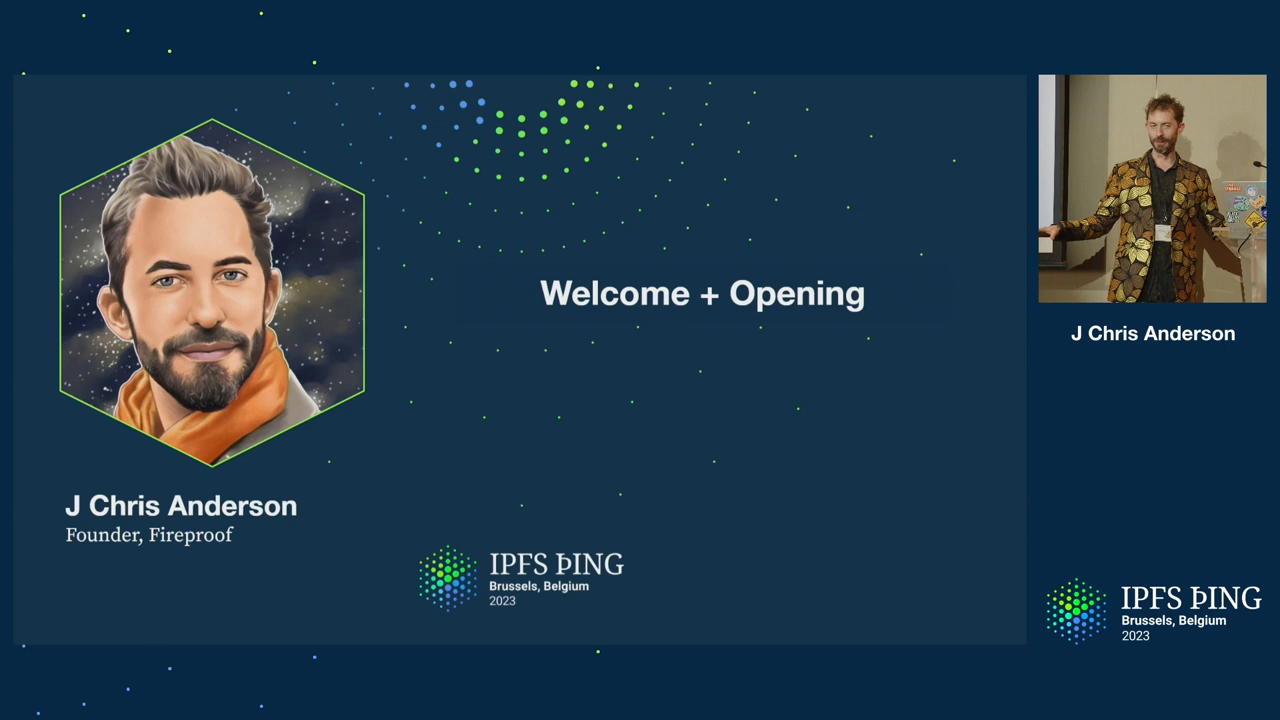 Welcome + Opening
J Chris Anderson
Founder, Fireproof
IPFS ÞING
Brussels, Belgium
2023
J Chris Anderson
IPFS ÞING
Brussels, Belgium
2023